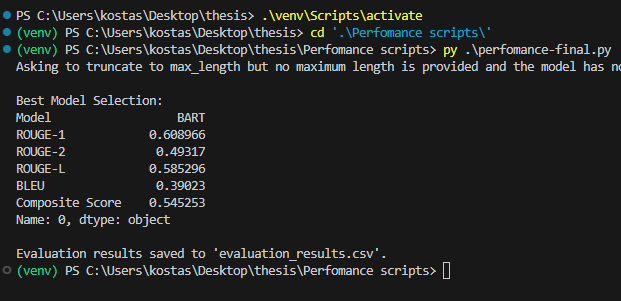 PS C:\Users\kostas\Desktop\thesis> .\venv\Scripts\activate
(venv) PS C:\Users\kostas\Desktop\thesis> cd '.\Perfomance scripts\'
(venv) PS C:\Users\kostas\Desktop\thesis\Perfomance scripts> py .\perfomance-final.py
Asking to truncate to max_length but no maximum length is provided and the model has no
Best Model Selection:
Model BART
ROUGE-1 0.608966
ROUGE-2 0.49317
ROUGE-L 0.585296
BLEU 0.39023
Composite Score 0.545253
Name: 0, dtype: object
Evaluation results saved to 'evaluation_results.csv'.
(venv) PS C:\Users\kostas\Desktop\thesis\Perfomance scripts>